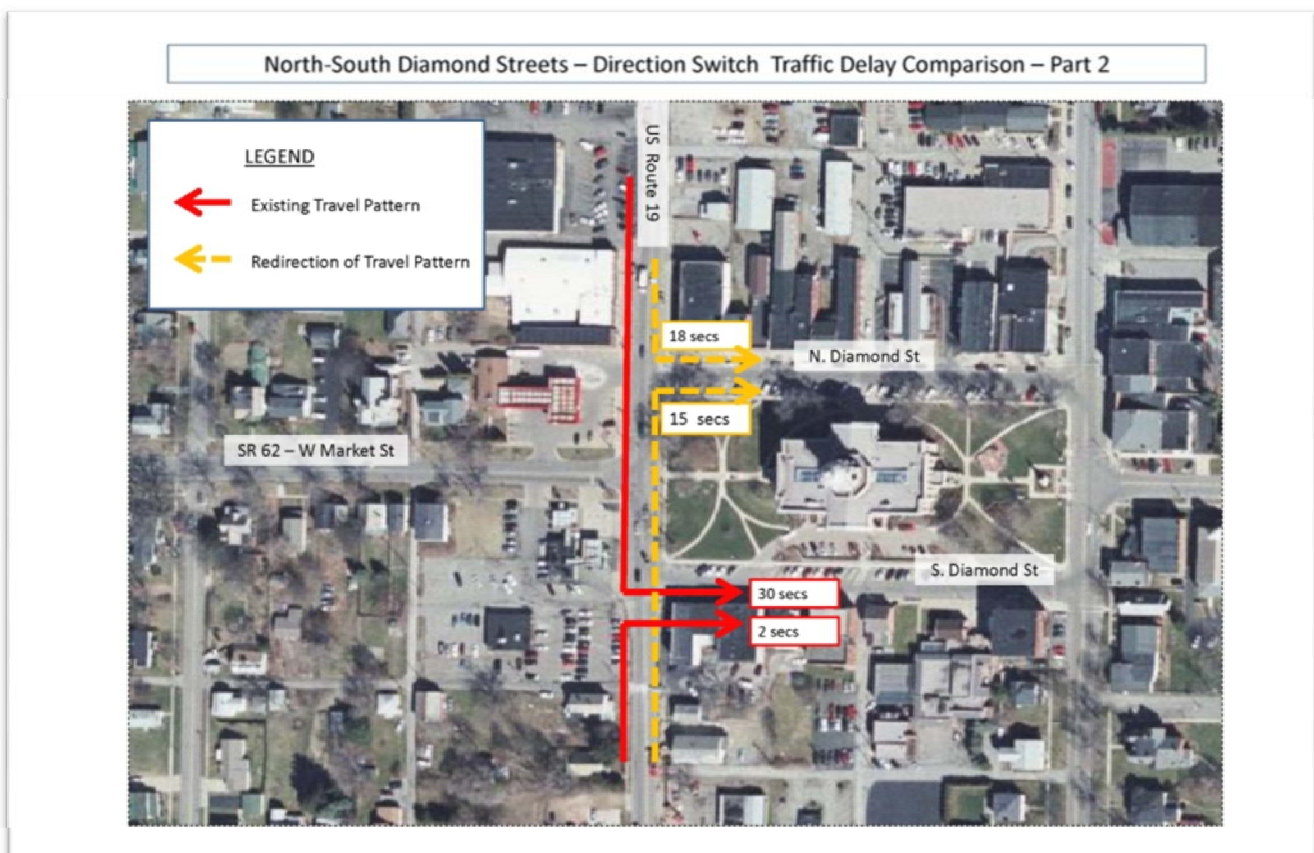 North-South Diamond Streets – Direction Switch Traffic Delay Comparison – Part 2
LEGEND
Existing Travel Pattern
Redirection of Travel Pattern
US Route 19
18 secs
N. Diamond St
15 secs
SR 62 – W Market St
S. Diamond St
30 secs
2 secs